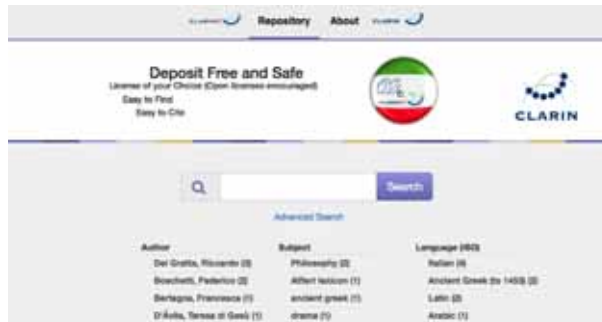 Repository About
Deposit Free and Safe
License of your Choice (Open licenses encouraged)
Easy to Find
Easy to Cite
CLARIN
Search
Advanced Search
Author Subject Language (ISO)
Del Gratta, Riccardo (3) Philosophy (2) Italian (4)
Boschetti, Federico (2) Alfieri lexicon (1) Ancient Greek (to 1453) (2)
Bertagna, Francesca (1) ancient greek (1) Latin (2)
D'Ávila, Teresa di Gesù (1) drama (1) Arabic (1)